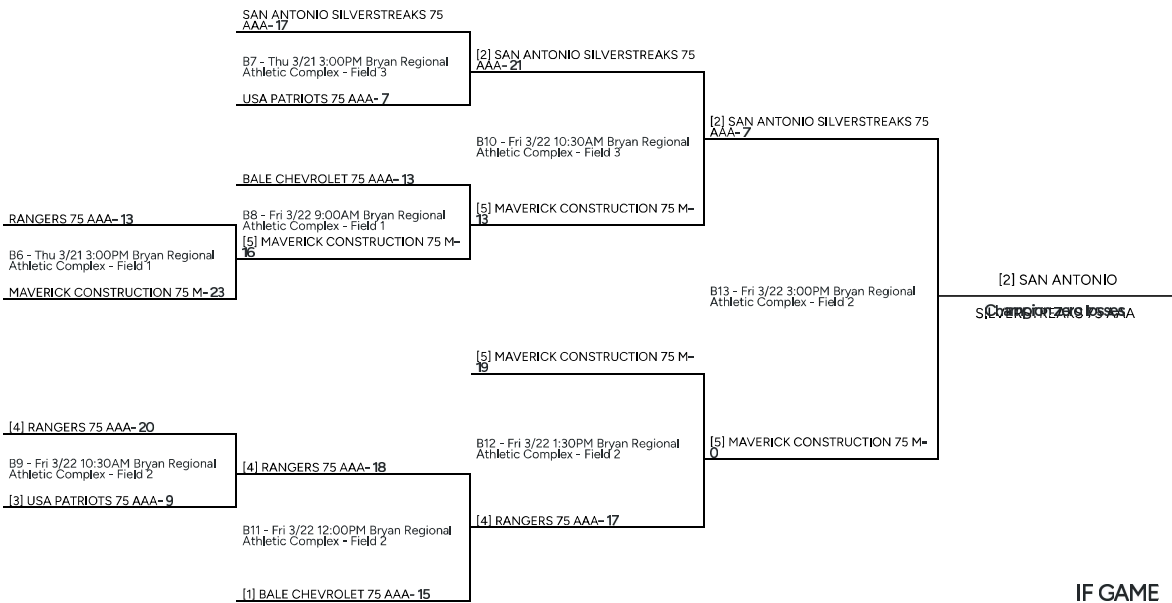 SAN ANTONIO SILVERSTREAKS 75
AAA- 17
B7 - Thu 3/21 3:00PM Bryan Regional
Athletic Complex - Field 3
USA PATRIOTS 75 AAA- 7
[2] SAN ANTONIO SILVERSTREAKS 75
AAA- 21
B10 - Fri 3/22 10:30AM Bryan Regional
Athletic Complex - Field 3
[2] SAN ANTONIO SILVERSTREAKS 75
AAA- 7
BALE CHEVROLET 75 AAA- 13
B8 - Fri 3/22 9:00AM Bryan Regional
Athletic Complex - Field 1
[5] MAVERICK CONSTRUCTION 75 M-
16
[5] MAVERICK CONSTRUCTION 75 M-
13
RANGERS 75 AAA- 13
B6 - Thu 3/21 3:00PM Bryan Regional
Athletic Complex - Field 1
MAVERICK CONSTRUCTION 75 M- 23
B13 - Fri 3/22 3:00PM Bryan Regional
Athletic Complex - Field 2
[2] SAN ANTONIO
SILVERSTREAKS 75 AAA
Champion zero losses
[5] MAVERICK CONSTRUCTION 75 M-
19
B12 - Fri 3/22 1:30PM Bryan Regional
Athletic Complex - Field 2
[5] MAVERICK CONSTRUCTION 75 M-
0
[4] RANGERS 75 AAA- 20
B9 - Fri 3/22 10:30AM Bryan Regional
Athletic Complex - Field 2
[3] USA PATRIOTS 75 AAA- 9
[4] RANGERS 75 AAA- 18
B11 - Fri 3/22 12:00PM Bryan Regional
Athletic Complex - Field 2
[4] RANGERS 75 AAA- 17
[1] BALE CHEVROLET 75 AAA- 15
IF GAME